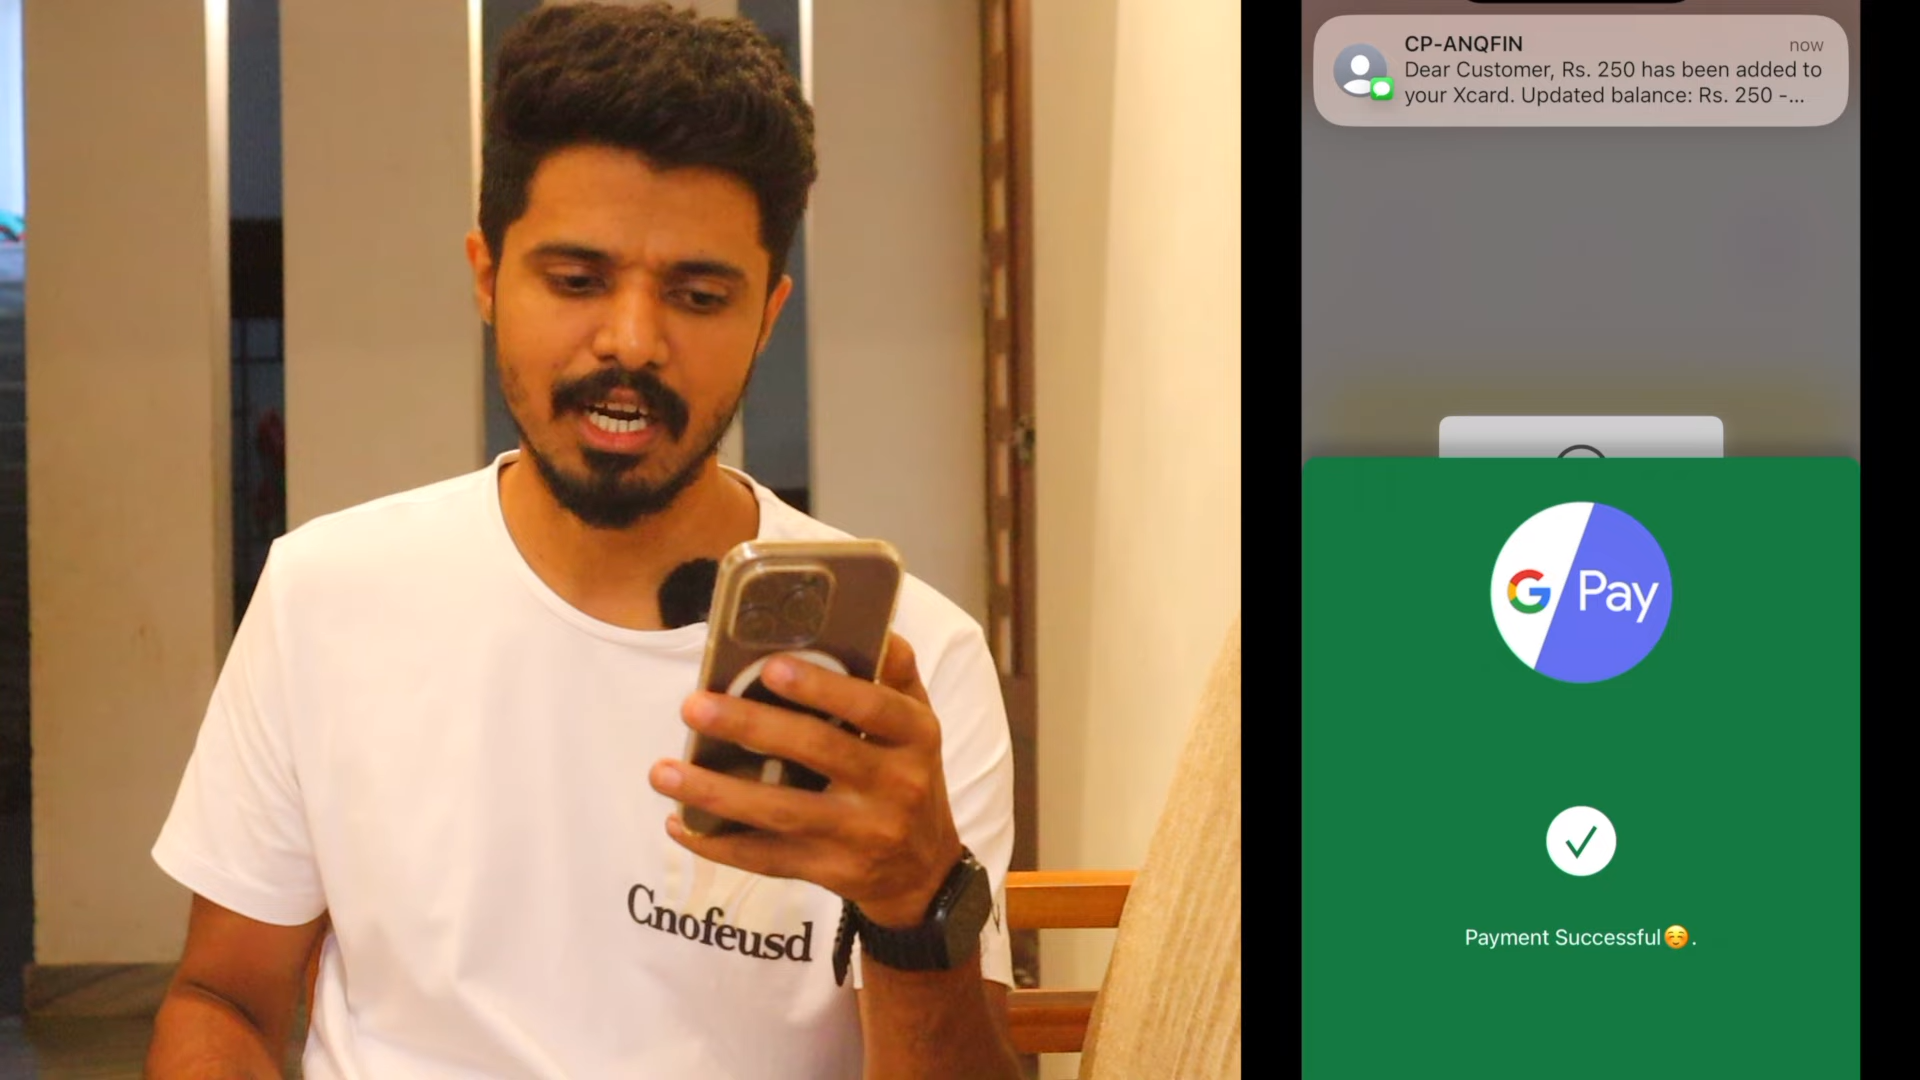 CP-ANQFIN
now
Dear Customer, Rs. 250 has been added to
your Xcard. Updated balance: Rs. 250 -...
G Pay
Payment Successful☺️.
Cnofeusd